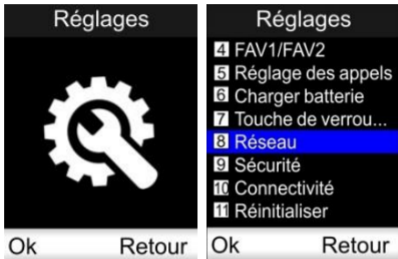 Réglages
Ok Retour
Réglages
4 FAV1/FAV2
5 Réglage des appels
6 Charger batterie
7 Touche de verrou...
8 Réseau
9 Sécurité
10 Connectivité
11 Réinitialiser
Ok Retour